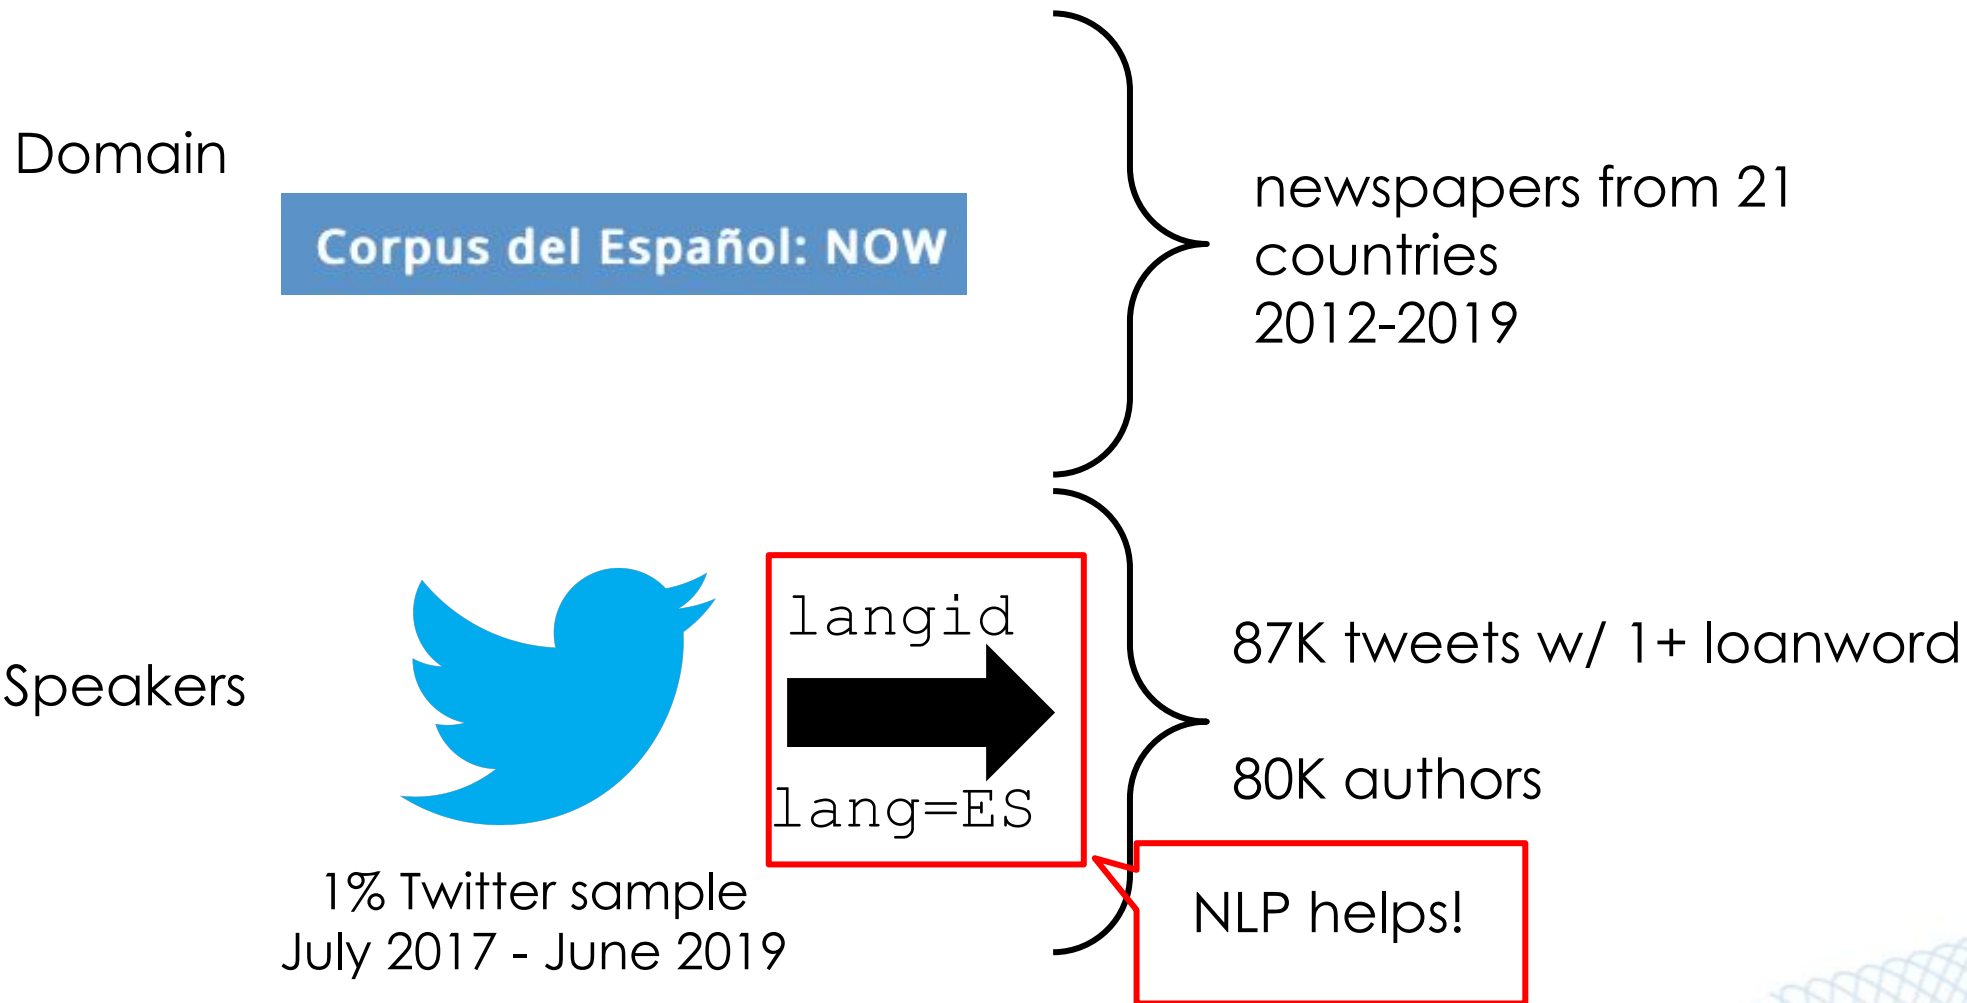 Domain
Corpus del Español: NOW
newspapers from 21
countries
2012-2019
Speakers
langid
lang=ES
1% Twitter sample
July 2017 - June 2019
87K tweets w/ 1+ loanword
80K authors
NLP helps!